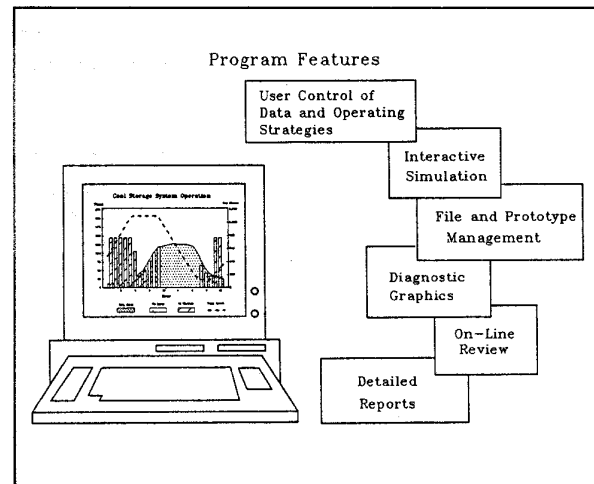 Program Features
User Control of
Data and Operating
Strategies
Interactive
Simulation
File and Prototype
Management
Diagnostic
Graphics
On-Line
Review
Detailed
Reports
Cool Storage System Operation
Hour